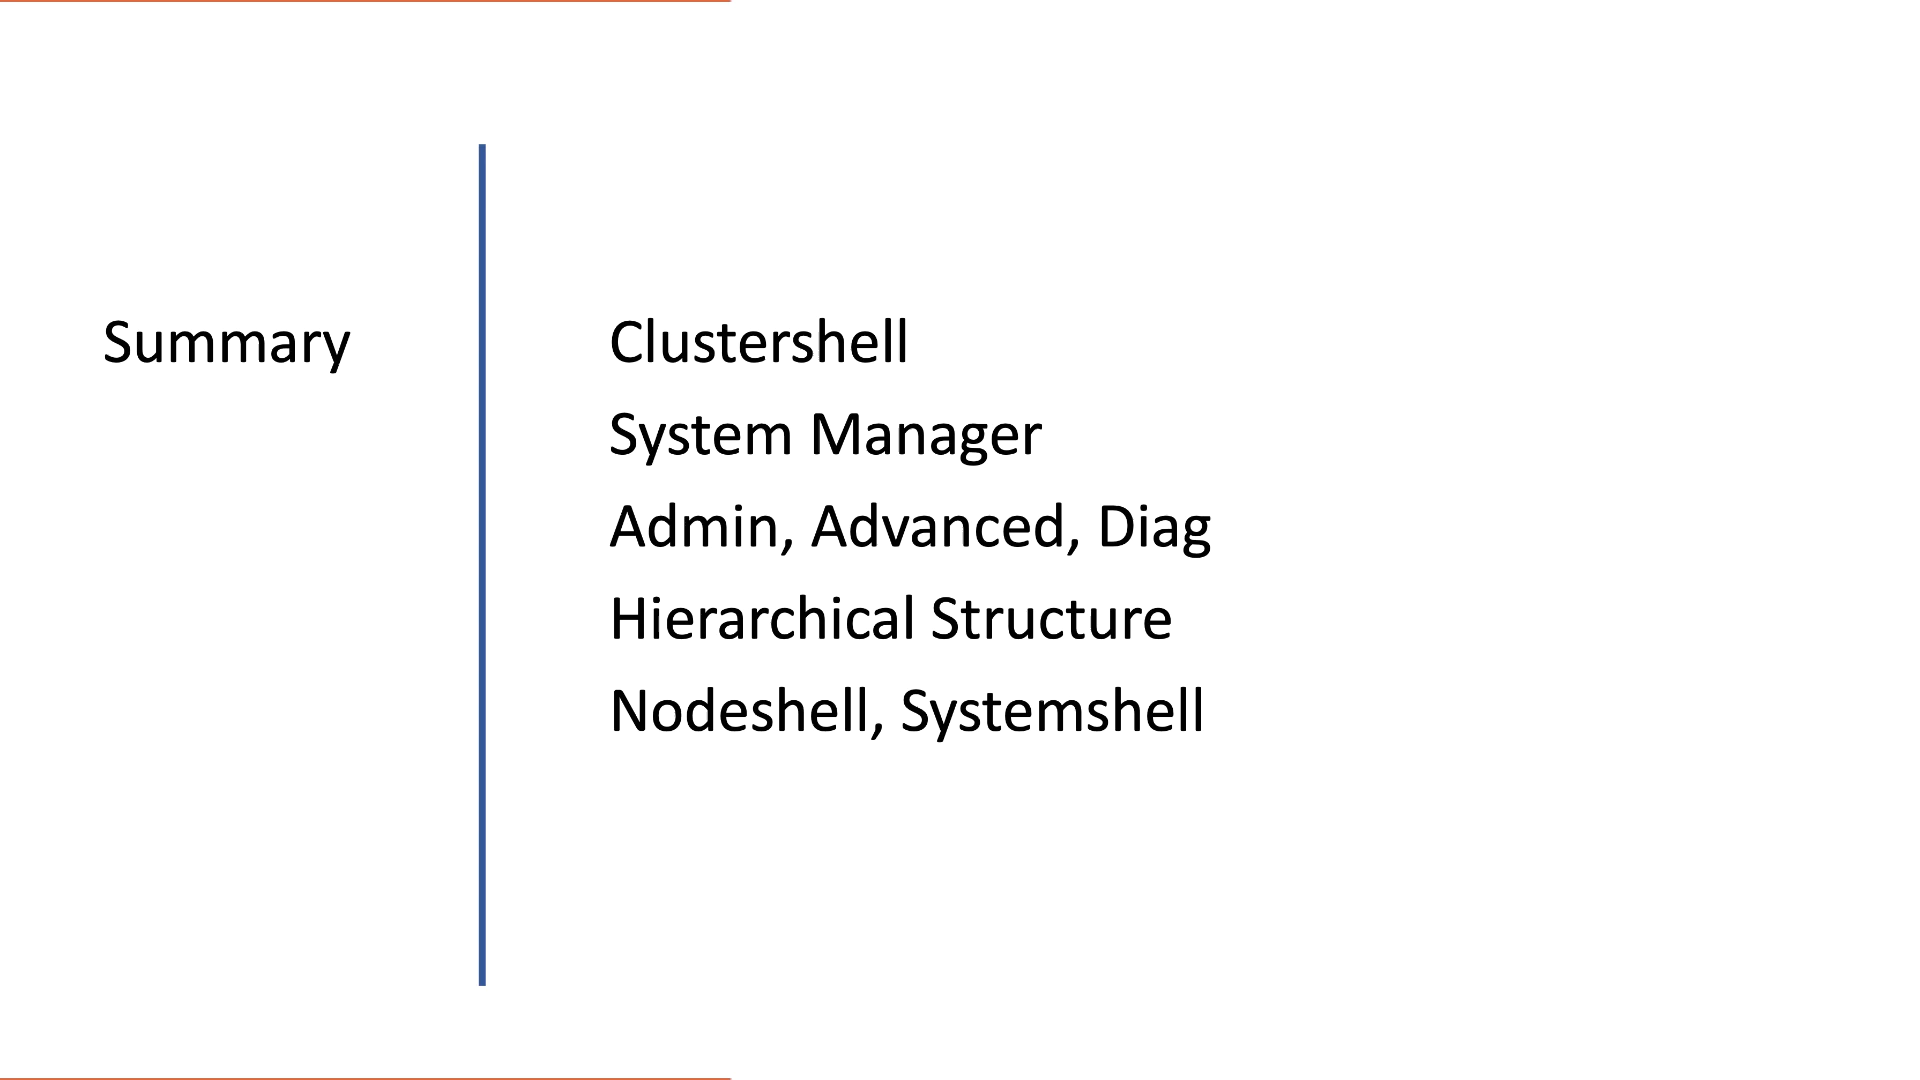 Summary
Clustershell
System Manager
Admin, Advanced, Diag
Hierarchical Structure
Nodeshell, Systemshell